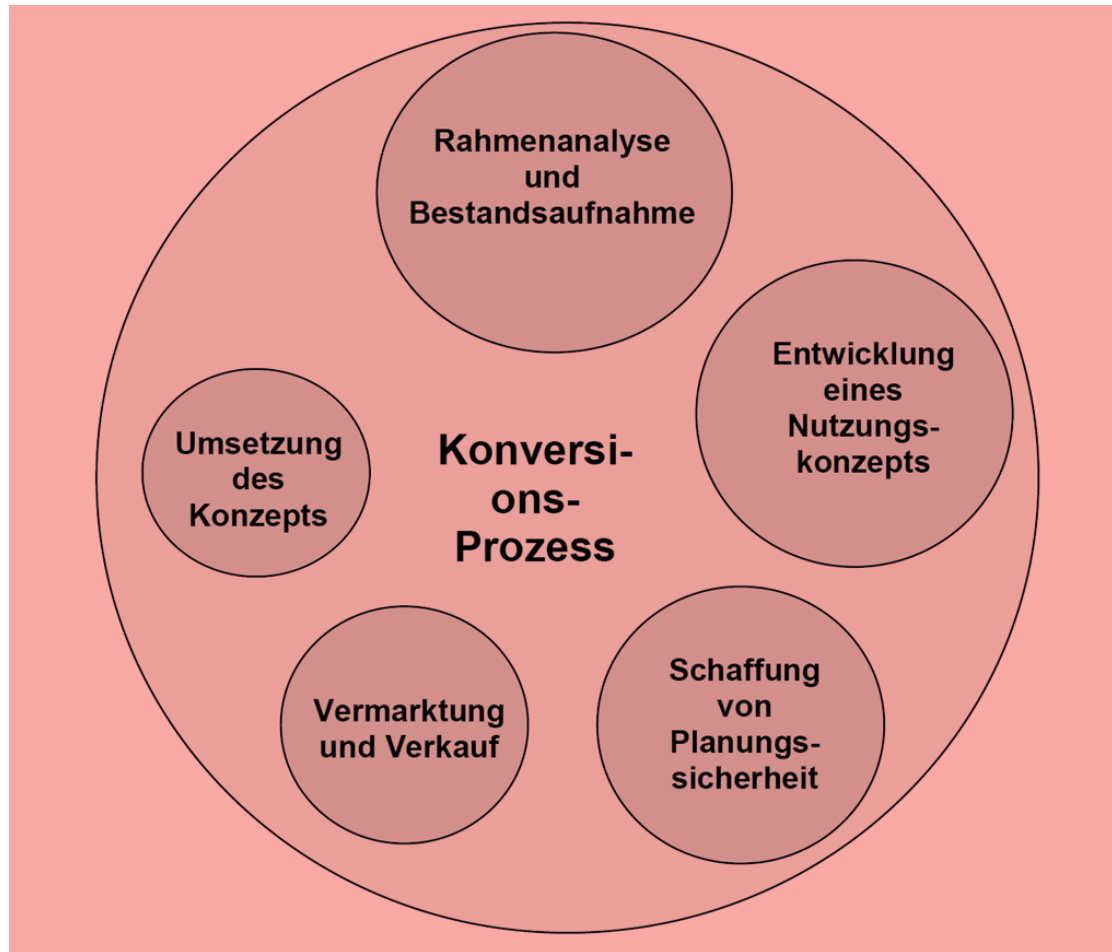 Rahmenanalyse
und
Bestandsaufnahme
Entwicklung
eines
Nutzungs-
konzepts
Schaffung
von
Planungs-
sicherheit
Vermarktung
und Verkauf
Umsetzung
des
Konzepts
Konversi-
ons-
Prozess